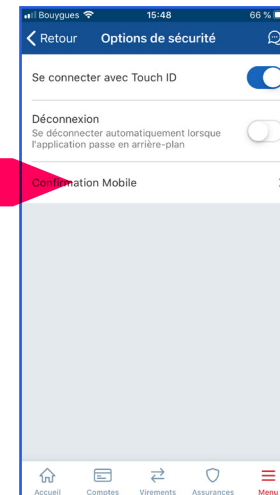 Bouygues 15:48 66 %
Retour Options de sécurité
Se connecter avec Touch ID
Déconnexion
Se déconnecter automatiquement lorsque
l'application passe en arrière-plan
Confirmation Mobile
Accueil Comptes Virements Assurances Menu